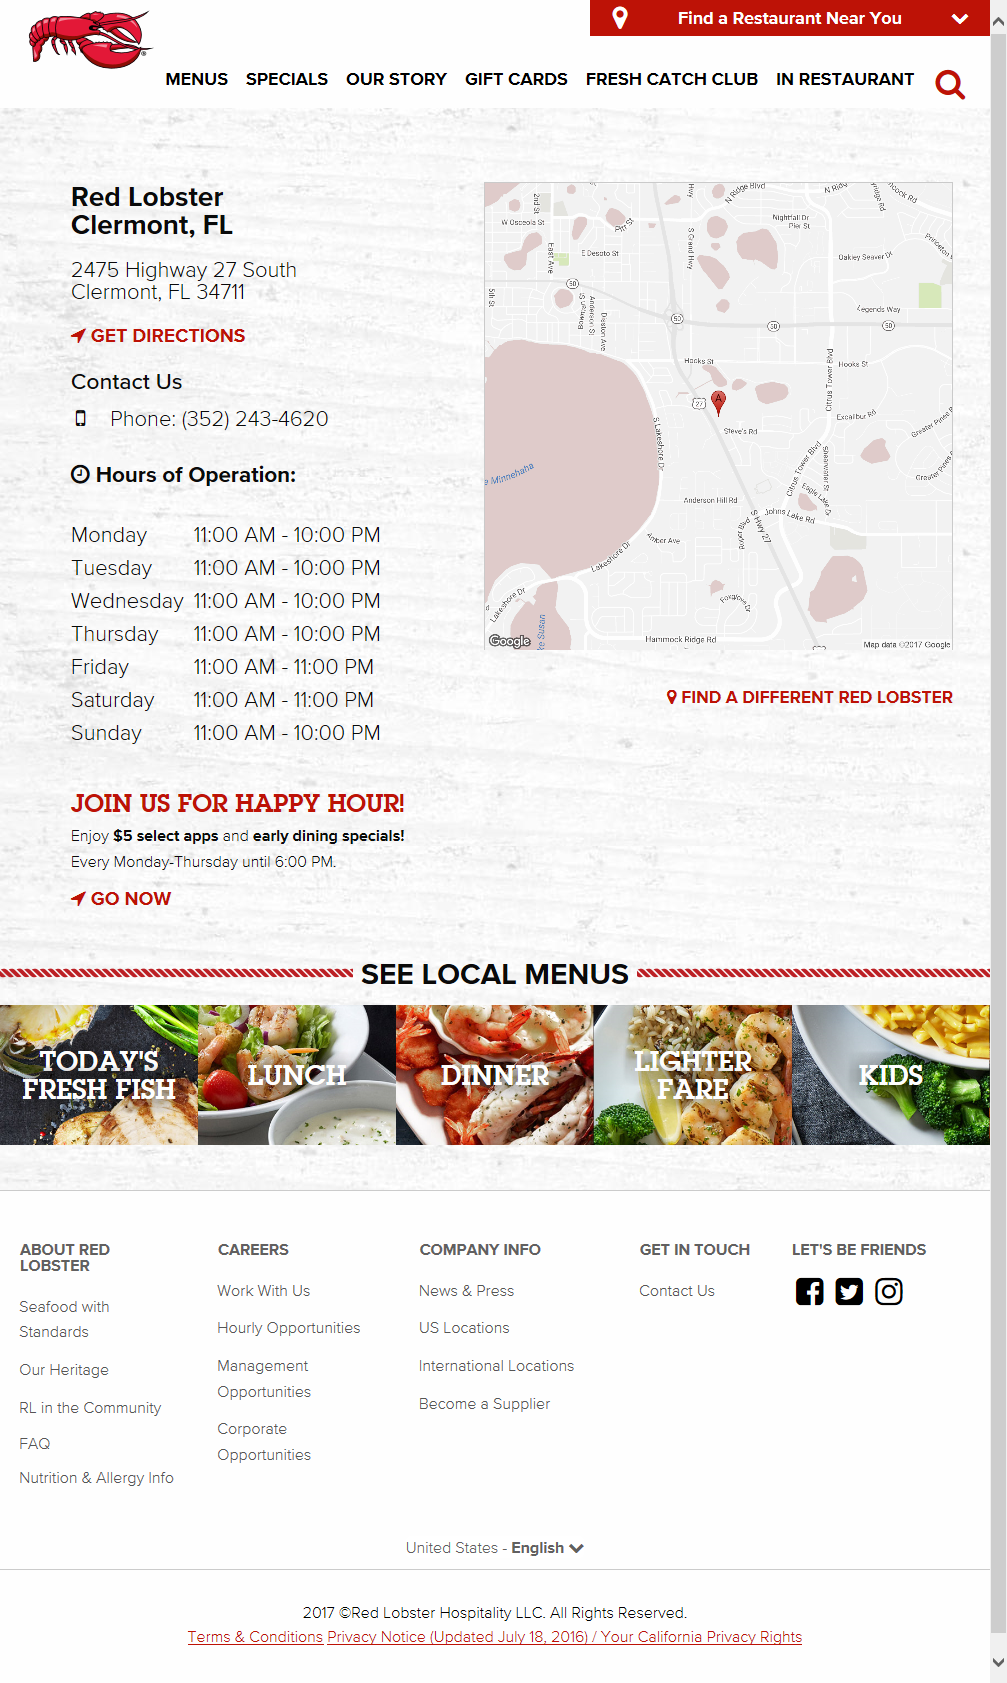 Find a Restaurant Near You
MENUS SPECIALS OUR STORY GIFT CARDS FRESH CATCH CLUB IN RESTAURANT
Red Lobster
Clermont, FL
2475 Highway 27 South
Clermont, FL 34711
GET DIRECTIONS
Contact Us
Phone: (352) 243-4620
Hours of Operation:
Monday 11:00 AM - 10:00 PM
Tuesday 11:00 AM - 10:00 PM
Wednesday 11:00 AM - 10:00 PM
Thursday 11:00 AM - 10:00 PM
Friday 11:00 AM - 11:00 PM
Saturday 11:00 AM - 11:00 PM
Sunday 11:00 AM - 10:00 PM
N Ridge Blvd
Hwy
2nd St
W Osceola St
Pitt St
S Grand Hwy
Nightfall Dr
Pier St
East Ave
E Desoto St
Oakley Seaver Dr
50
5th St
Anderson St
Disston Ave
50
50
50
Legends Way
Hooks St
Hooks St
Citrus Tower Blvd
27
A
Excalibur Rd
S Lakeshore Dr
Steve's Rd
Minnehaha
Citrus Tower Blvd
Anderson Hill Rd
Johns Lake Rd
S Hwy 27
Lakeshore Dr
Lakeshore Dr
Foxglove Dr
Susan
Hammock Ridge Rd
Google
Map data ©2017 Google
FIND A DIFFERENT RED LOBSTER
JOIN US FOR HAPPY HOUR!
Enjoy $5 select apps and early dining specials!
Every Monday-Thursday until 6:00 PM.
GO NOW
SEE LOCAL MENUS
TODAY'S
FRESH FISH
LUNCH
DINNER
LIGHTER
FARE
KIDS
ABOUT RED
LOBSTER
Seafood with
Standards
Our Heritage
RL in the Community
FAQ
Nutrition & Allergy Info
CAREERS
Work With Us
Hourly Opportunities
Management
Opportunities
Corporate
Opportunities
COMPANY INFO
News & Press
US Locations
International Locations
Become a Supplier
GET IN TOUCH
Contact Us
LET'S BE FRIENDS
United States - English
2017 ©Red Lobster Hospitality LLC. All Rights Reserved.
Terms & Conditions Privacy Notice (Updated July 18, 2016) / Your California Privacy Rights